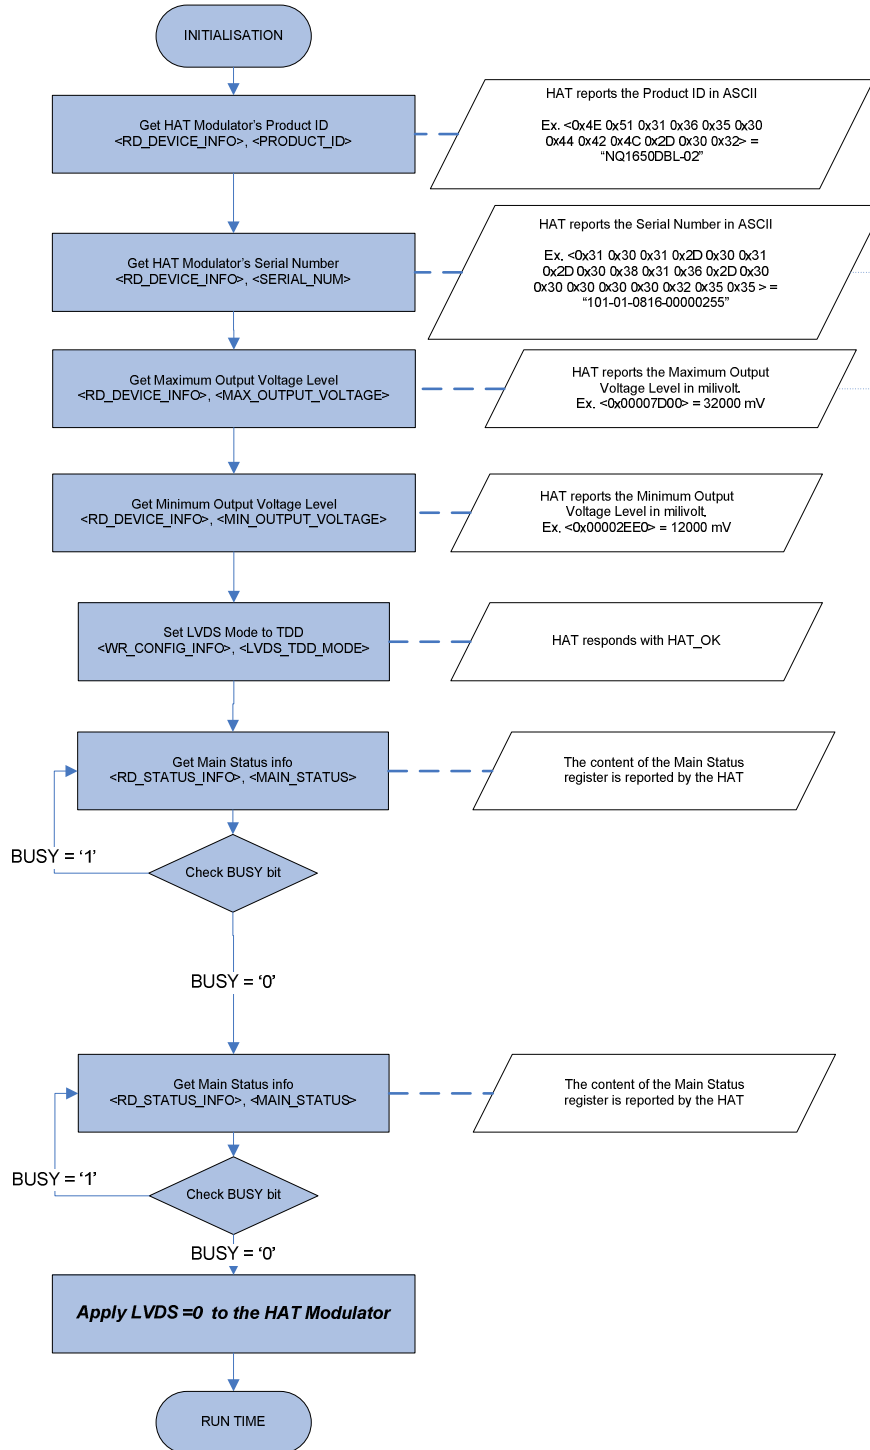 INITIALISATION
Get HAT Modulator's Product ID
<RD_DEVICE_INFO>, <PRODUCT_ID>
HAT reports the Product ID in ASCII
Ex. <0x4E 0x51 0x31 0x36 0x35 0x30
0x44 0x42 0x4C 0x2D 0x30 0x32> =
“NQ1650DBL-02”
Get HAT Modulator's Serial Number
<RD_DEVICE_INFO>, <SERIAL_NUM>
HAT reports the Serial Number in ASCII
Ex. <0x31 0x30 0x31 0x2D 0x30 0x31
0x2D 0x30 0x38 0x31 0x36 0x2D 0x30
0x30 0x30 0x30 0x30 0x32 0x35 0x35 > =
“101-01-0816-00000255”
Get Maximum Output Voltage Level
<RD_DEVICE_INFO>, <MAX_OUTPUT_VOLTAGE>
HAT reports the Maximum Output
Voltage Level in milivolt.
Ex. <0x00007D00> = 32000 mV
Get Minimum Output Voltage Level
<RD_DEVICE_INFO>, <MIN_OUTPUT_VOLTAGE>
HAT reports the Minimum Output
Voltage Level in milivolt.
Ex. <0x00002EE0> = 12000 mV
Set LVDS Mode to TDD
<WR_CONFIG_INFO>, <LVDS_TDD_MODE>
HAT responds with HAT_OK
Get Main Status info
<RD_STATUS_INFO>, <MAIN_STATUS>
The content of the Main Status
register is reported by the HAT
BUSY = ‘1’
Check BUSY bit
BUSY = ‘0’
Get Main Status info
<RD_STATUS_INFO>, <MAIN_STATUS>
The content of the Main Status
register is reported by the HAT
BUSY = ‘1’
Check BUSY bit
BUSY = ‘0’
Apply LVDS =0 to the HAT Modulator
RUN TIME